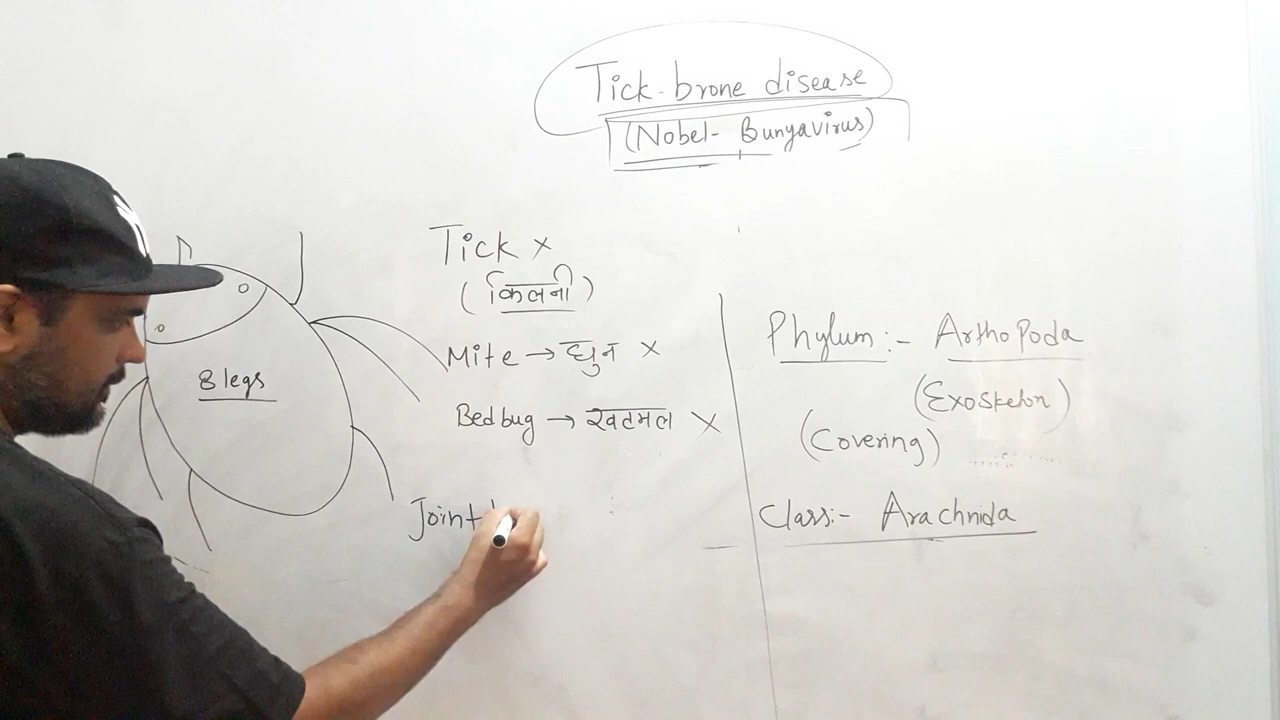 Tick-brone disease
(Nobel- Bunyavirus)
8 legs
Tick ×
(किलनी)
Mite → घुन ×
Bedbug → खटमल ×
Joint
Phylum:- ArthoPoda
(Exoskelon)
(Covering)
Class:- Arachnida